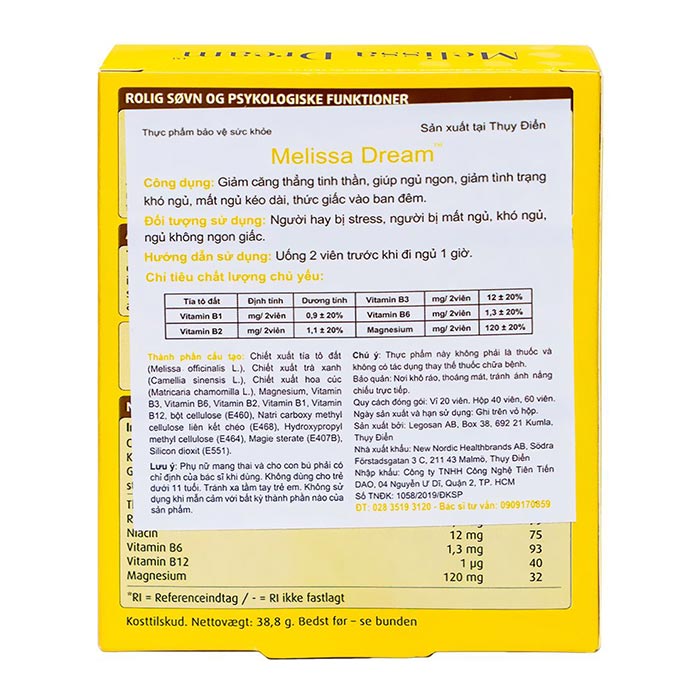 Melissa Dream™
ROLIG SØVN OG PSYKOLOGISKE FUNKTIONER
Thực phẩm bảo vệ sức khỏe
Sản xuất tại Thụy Điển
Melissa Dream™
Công dụng: Giảm căng thẳng tinh thần, giúp ngủ ngon, giảm tình trạng
khó ngủ, mất ngủ kéo dài, thức giấc vào ban đêm.
Đối tượng sử dụng: Người hay bị stress, người bị mất ngủ, khó ngủ,
ngủ không ngon giấc.
Hướng dẫn sử dụng: Uống 2 viên trước khi đi ngủ 1 giờ.
Chỉ tiêu chất lượng chủ yếu:
Tía tô đất Định tính Dương tính Vitamin B3 mg/ 2viên 12 ± 20%
Vitamin B1 mg/ 2viên 0,9 ± 20% Vitamin B6 mg/ 2viên 1,3 ± 20%
Vitamin B2 mg/ 2viên 1,1 ± 20% Magnesium mg/ 2viên 120 ± 20%
Thành phần cấu tạo: Chiết xuất tía tô đất
(Melissa officinalis L.), Chiết xuất trà xanh
(Camellia sinensis L.), Chiết xuất hoa cúc
(Matricaria chamomilla L.), Magnesium, Vitamin
B3, Vitamin B6, Vitamin B2, Vitamin B1, Vitamin
B12, bột cellulose (E460), Natri carboxy methyl
cellulose liên kết chéo (E468), Hydroxypropyl
methyl cellulose (E464), Magie sterate (E407B),
Silicon dioxit (E551).
Lưu ý: Phụ nữ mang thai và cho con bú phải có
chỉ định của bác sĩ khi dùng. Không dùng cho trẻ
dưới 11 tuổi. Tránh xa tầm tay trẻ em. Không sử
dụng khi mẫn cảm với bất kỳ thành phần nào của
sản phẩm.
Chú ý: Thực phẩm này không phải là thuốc và
không có tác dụng thay thế thuốc chữa bệnh.
Bảo quản: Nơi khô ráo, thoáng mát, tránh ánh nắng
chiếu trực tiếp.
Quy cách đóng gói: Vỉ 20 viên. Hộp 40 viên, 60 viên.
Ngày sản xuất và hạn sử dụng: Ghi trên vỏ hộp.
Sản xuất bởi: Legosan AB, Box 38, 692 21 Kumla,
Thụy Điển
Nhà xuất khẩu: New Nordic Healthbrands AB, Södra
Förstadsgatan 3 C, 211 43 Malmö, Thụy Điển
Nhập khẩu: Công ty TNHH Công Nghệ Tiên Tiến
DAO, 04 Nguyễn Ư Dĩ, Quận 2, TP. HCM
Số TNĐK: 1058/2019/ĐKSP
ĐT: 028 3519 3120 - Bác sĩ tư vấn: 0909170859
Niacin 12 mg 75
Vitamin B6 1,3 mg 93
Vitamin B12 1 µg 40
Magnesium 120 mg 32
*RI = Referenceindtag / - = RI ikke fastlagt
Kosttilskud. Nettovægt: 38,8 g. Bedst før – se bunden